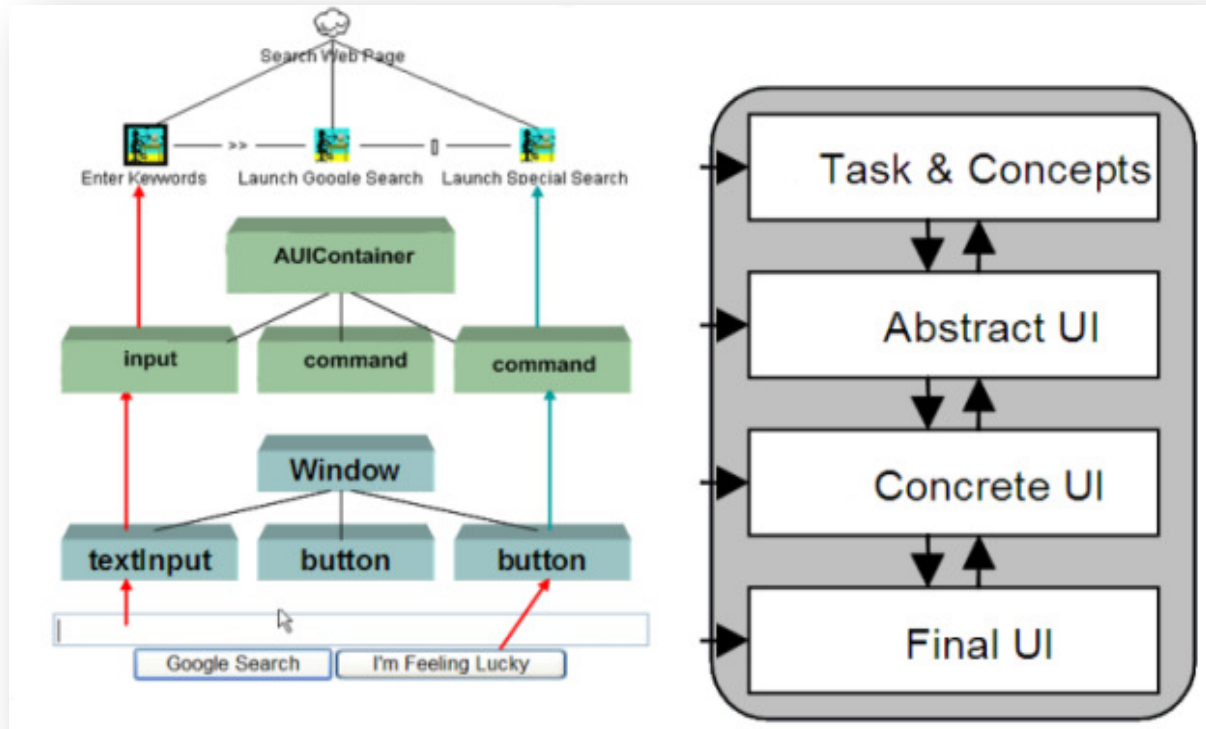 Search Web Page
>>
[]
Enter Keywords
Launch Google Search
Launch Special Search
AUIContainer
input
command
command
Window
textInput
button
button
Google Search
I'm Feeling Lucky
Task & Concepts
Abstract UI
Concrete UI
Final UI